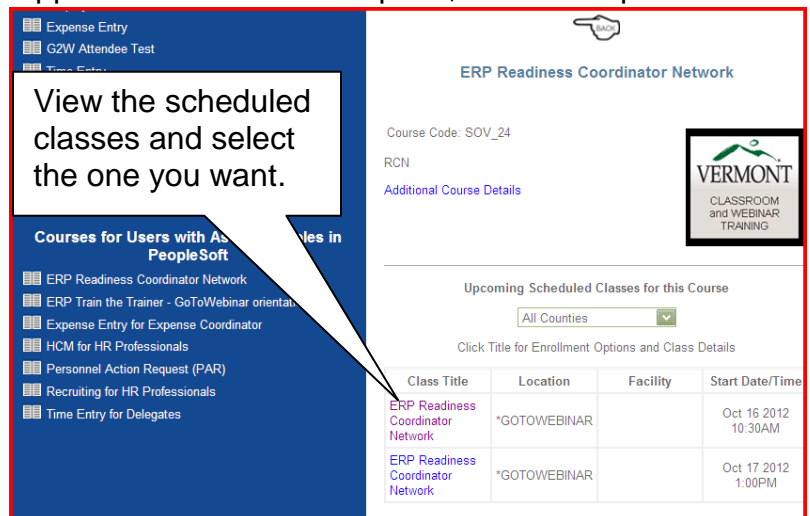 Expense Entry
G2W Attendee Test
Time Entry
View the scheduled
classes and select
the one you want.
Courses for Users with As les in
PeopleSoft
ERP Readiness Coordinator Network
ERP Train the Trainer - GoToWebinar orientat
Expense Entry for Expense Coordinator
HCM for HR Professionals
Personnel Action Request (PAR)
Recruiting for HR Professionals
Time Entry for Delegates
BACK
ERP Readiness Coordinator Network
Course Code: SOV_24
RCN
Additional Course Details
VERMONT
CLASSROOM
and WEBINAR
TRAINING
Upcoming Scheduled Classes for this Course
All Counties
Click Title for Enrollment Options and Class Details
Class Title Location Facility Start Date/Time
ERP Readiness
Coordinator
Network
*GOTOWEBINAR
Oct 16 2012
10:30AM
ERP Readiness
Coordinator
Network
*GOTOWEBINAR
Oct 17 2012
1:00PM